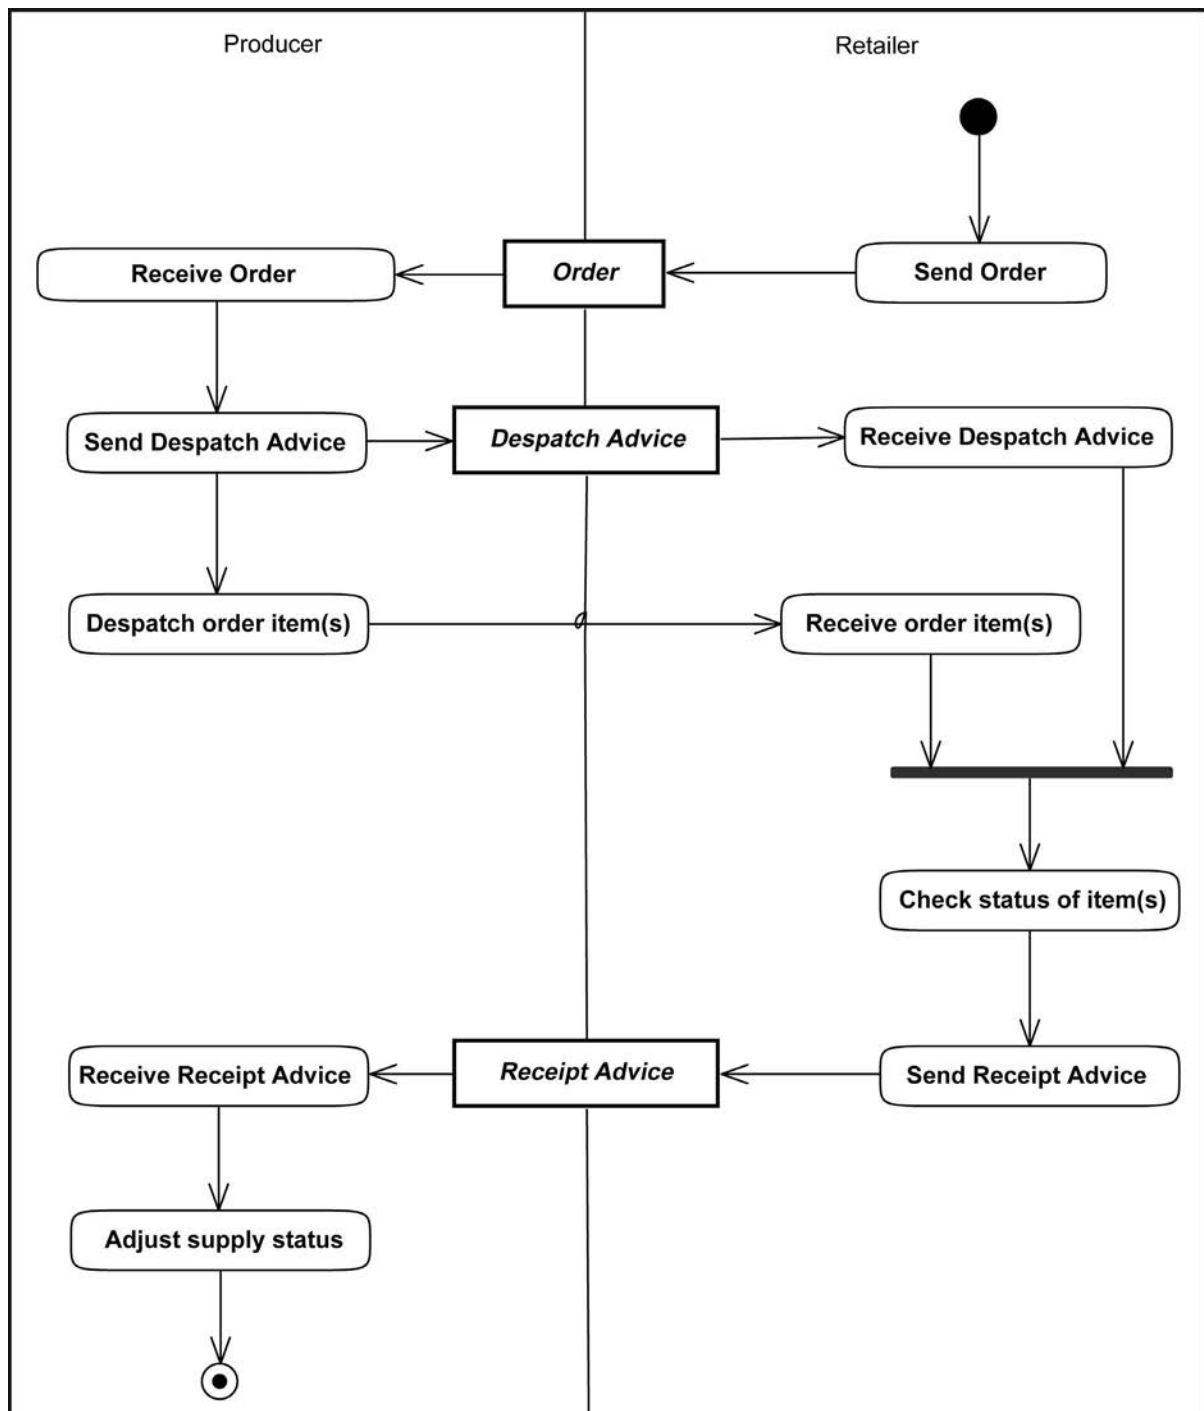 Producer
Retailer
Receive Order
Order
Send Order
Send Despatch Advice
Despatch Advice
Receive Despatch Advice
Despatch order item(s)
Receive order item(s)
Check status of item(s)
Receive Receipt Advice
Receipt Advice
Send Receipt Advice
Adjust supply status